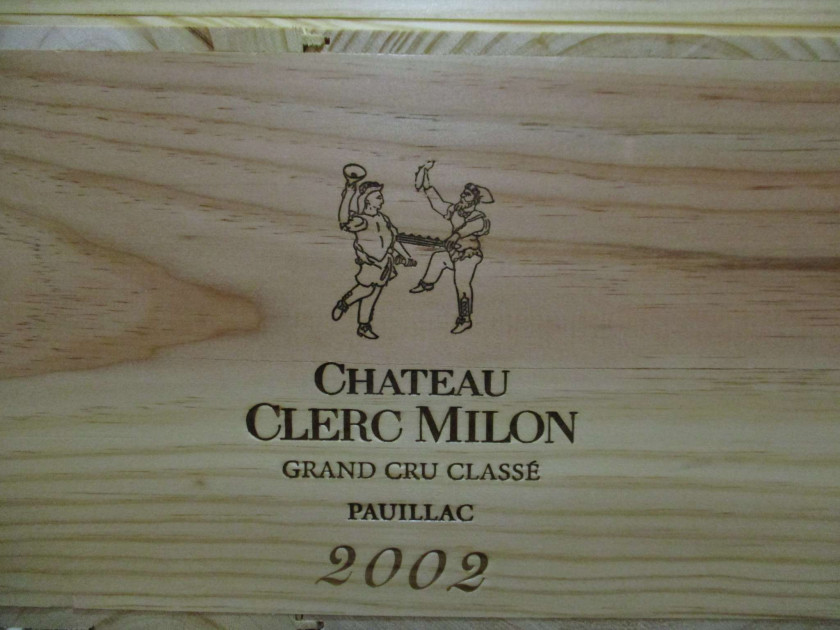 CHATEAU
CLERC MILON
GRAND CRU CLASSÉ
PAUILLAC
2002